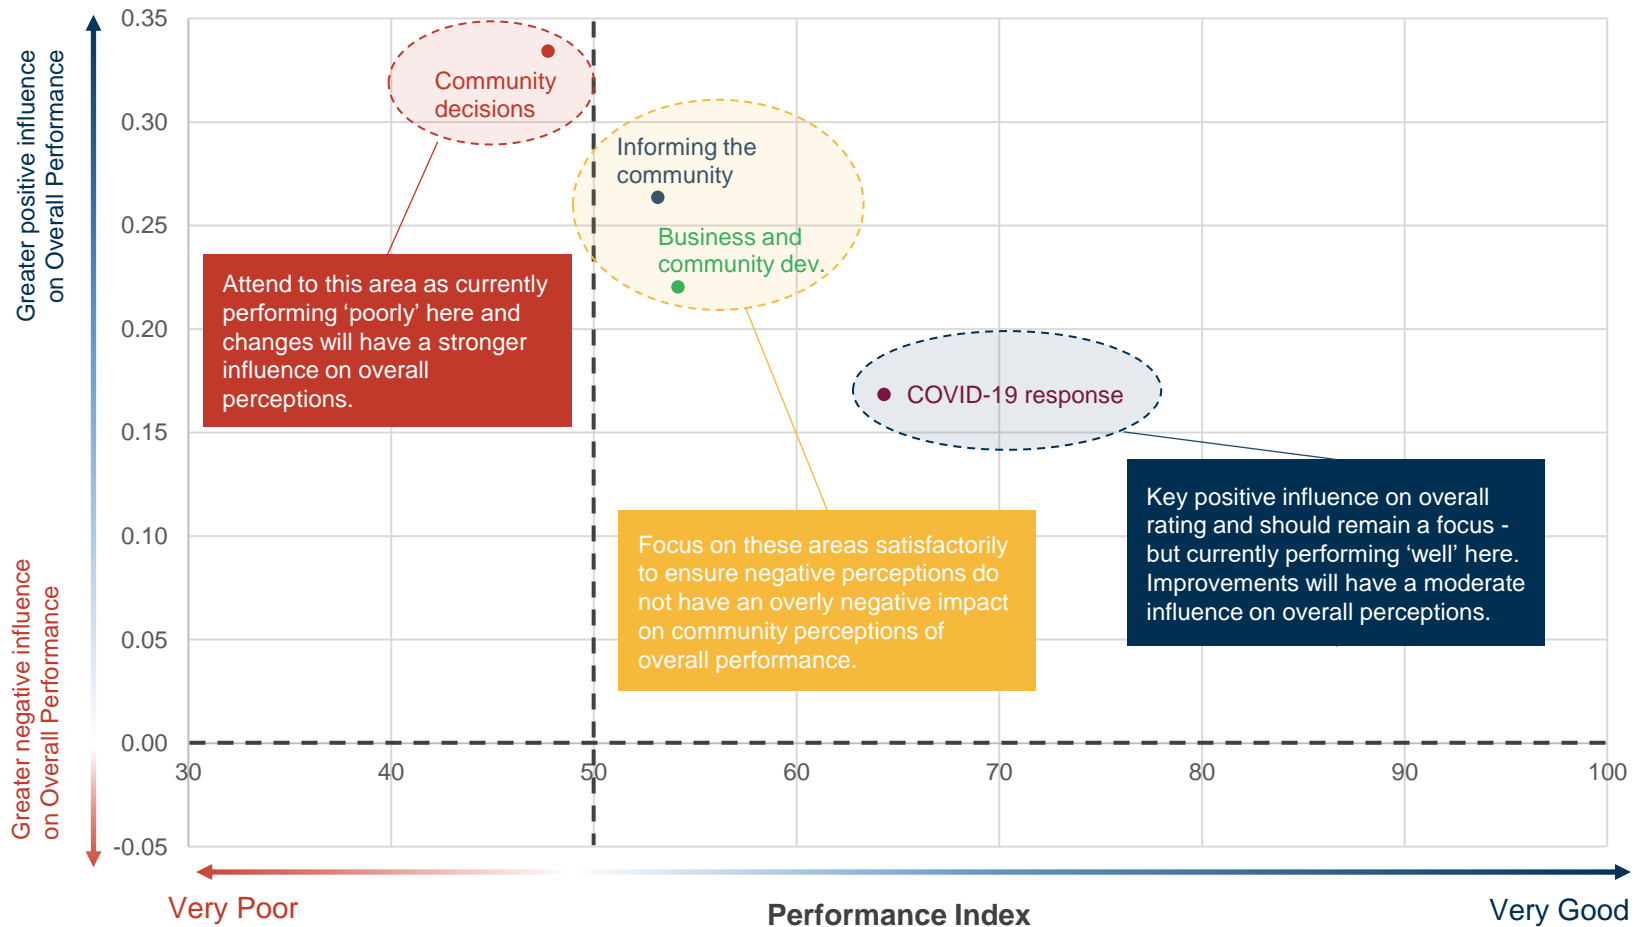 Greater positive influence
on Overall Performance
Greater negative influence
on Overall Performance
0.35
0.30
0.25
0.20
0.15
0.10
0.05
0.00
-0.05
Community
decisions
Informing the
community
Business and
community dev.
COVID-19 response
Attend to this area as currently
performing ‘poorly’ here and
changes will have a stronger
influence on overall
perceptions.
Focus on these areas satisfactorily
to ensure negative perceptions do
not have an overly negative impact
on community perceptions of
overall performance.
Key positive influence on overall
rating and should remain a focus -
but currently performing ‘well’ here.
Improvements will have a moderate
influence on overall perceptions.
30
40
50
60
70
80
90
100
Very Poor
Performance Index
Very Good